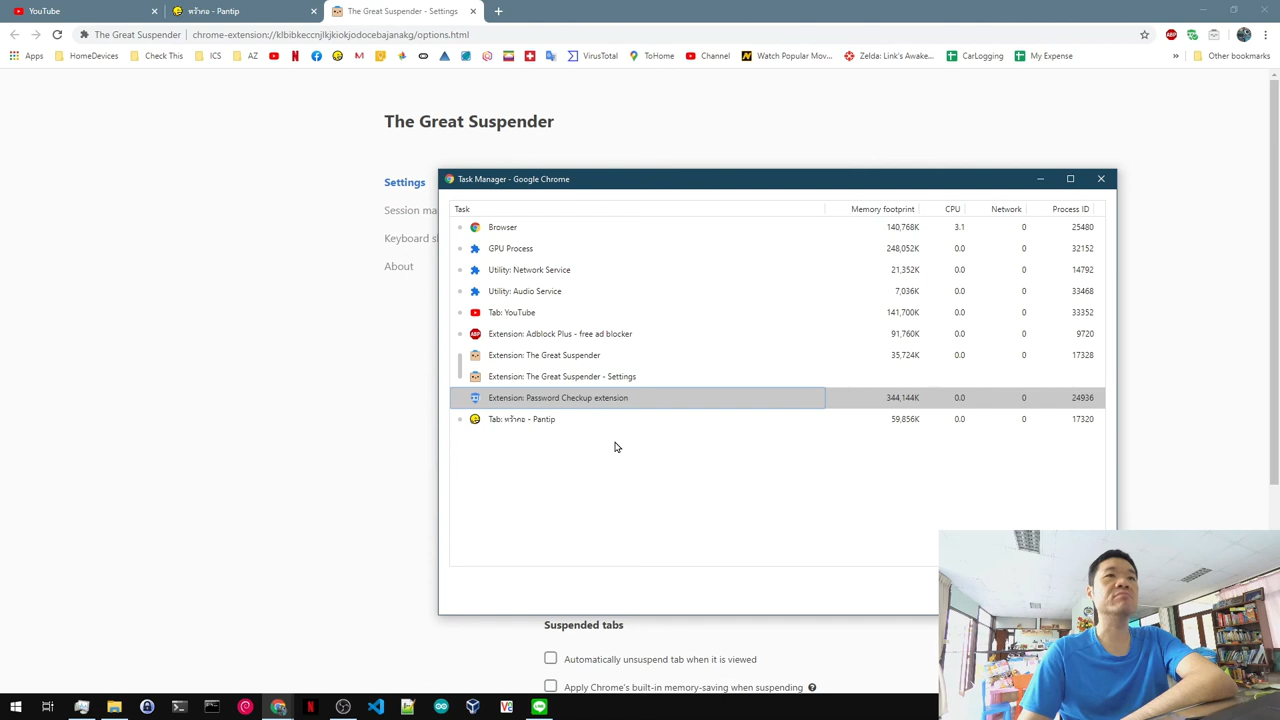 YouTube
พร้ากอ - Pantip
The Great Suspender - Settings
The Great Suspender
chrome-extension://klbibkeccnjlkjkiokjodocebajanakg/options.html
Apps
HomeDevices
Check This
ICS
AZ
VirusTotal
ToHome
Channel
Watch Popular Mov...
Zelda: Link's Awake...
CarLogging
My Expense
»
Other bookmarks
The Great Suspender
Settings
Session ma
Keyboard s
About
Task Manager - Google Chrome
Task Memory footprint CPU Network Process ID
Browser 140,768K 3.1 0 25480
GPU Process 248,052K 0.0 0 32152
Utility: Network Service 21,352K 0.0 0 14792
Utility: Audio Service 7,036K 0.0 0 33468
Tab: YouTube 141,700K 0.0 0 33352
Extension: Adblock Plus - free ad blocker 91,760K 0.0 0 9720
Extension: The Great Suspender 35,724K 0.0 0 17328
Extension: The Great Suspender - Settings
Extension: Password Checkup extension 344,144K 0.0 0 24936
Tab: พร้ากอ - Pantip 59,856K 0.0 0 17320
Suspended tabs
Automatically unsuspend tab when it is viewed
Apply Chrome's built-in memory-saving when suspending